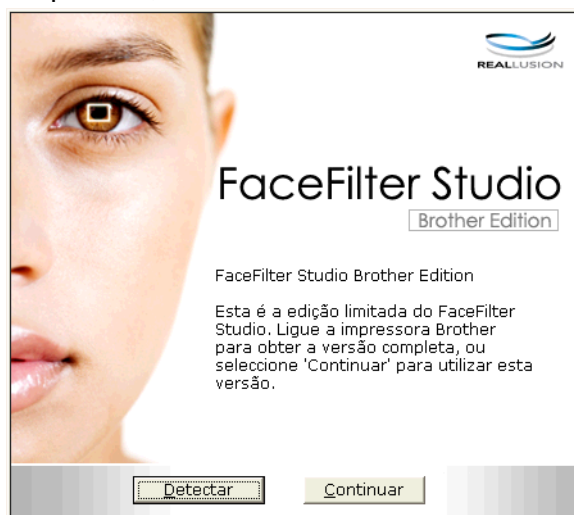 REALLUSION
FaceFilter Studio
Brother Edition
FaceFilter Studio Brother Edition
Esta é a edição limitada do FaceFilter
Studio. Ligue a impressora Brother
para obter a versão completa, ou
seleccione 'Continuar' para utilizar esta
versão.
Detectar
Continuar